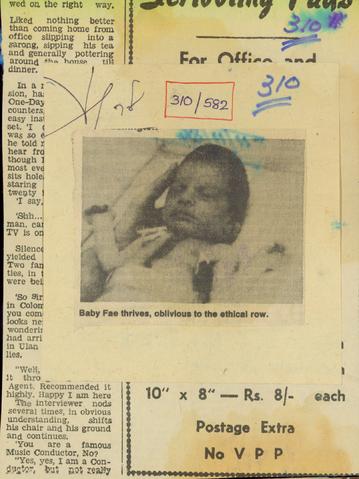 wed on the right way.
Liked nothing better
than coming home from
office slipping into a
sarong, sipping his tea
and generally pottering
around the house till
dinner.
In a
sion, ha
One-Day
counters
easy inst
set. 'I
was so
he told
hear fro
though I
most eve
sits hole
staring
twenty
'I say,
'Shh...
man, ca
TV is on
Silence
yielded
Two fa
ties, in
were bei
'So Sir
in Colom
you com
looks ne
wonderi
had arri
in Ulan
lies.
"Well,
it thro
Agent. Recommended it
highly. Happy I am here
The interviewer nods
several times, in obvious
understanding, shifts
his chair and his ground
and continues.
'You are a famous
Music Conductor, No?
"Yes, yes, I am a Con-
ductor, but not really
310
For Office and
310
310/582
Baby Fae thrives, oblivious to the ethical row.
10" x 8" — Rs. 8/- each
Postage Extra
No V P P